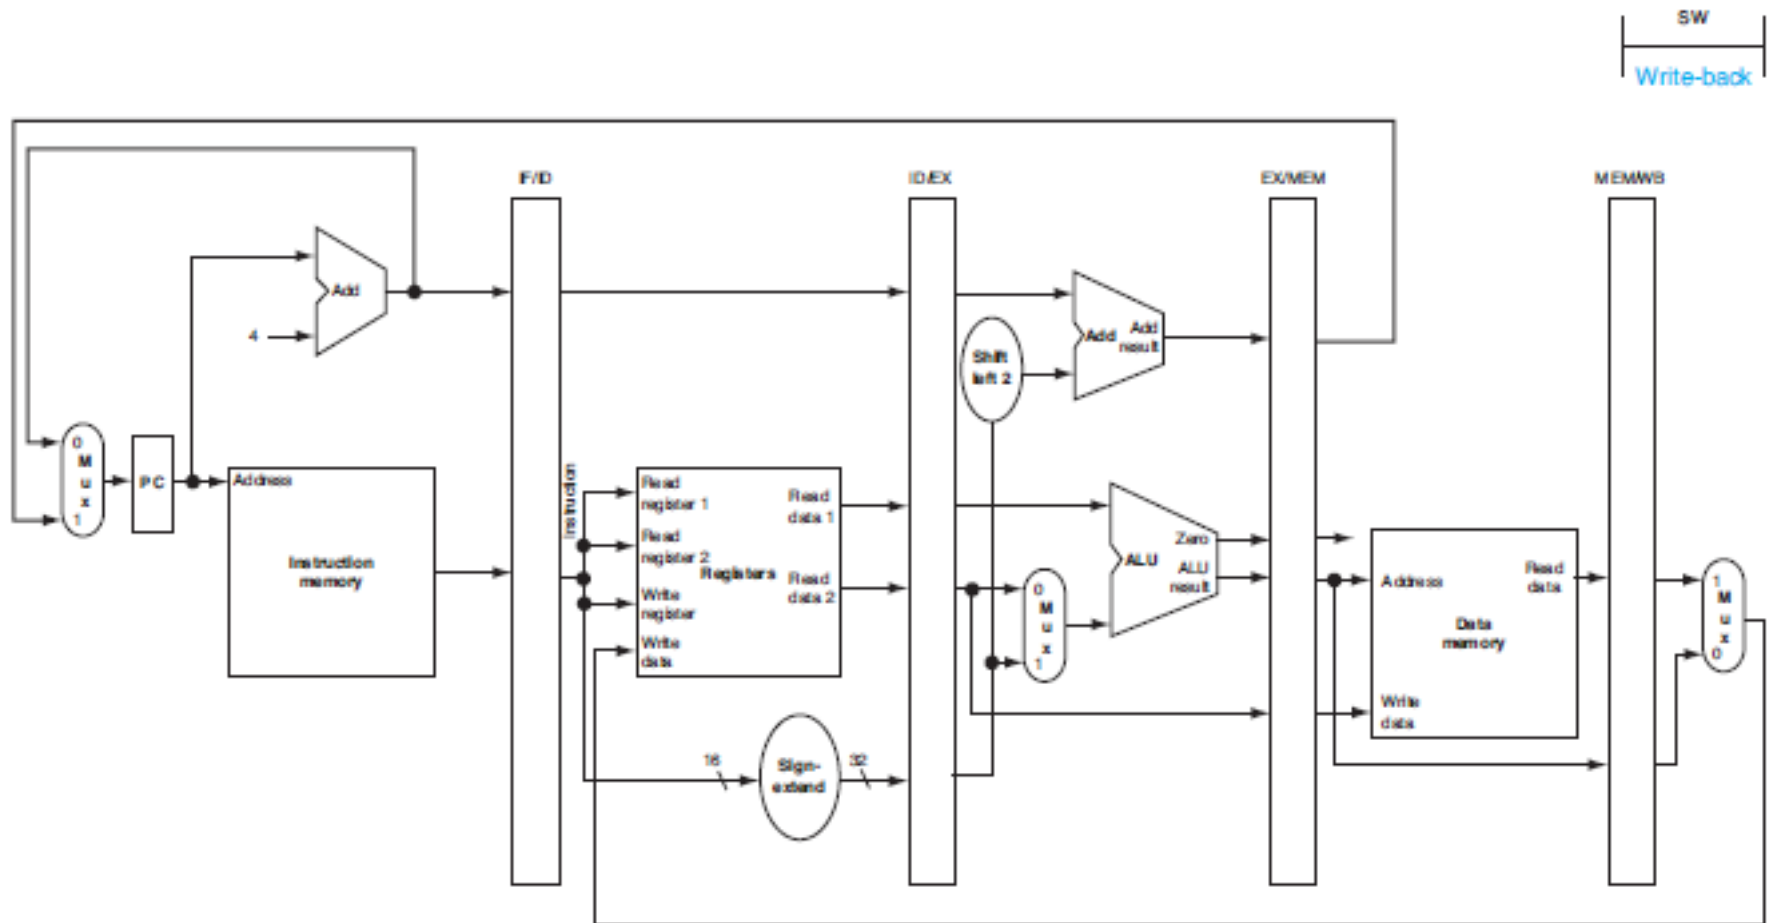 SW
Write-back
IF/ID
ID/EX
EX/MEM
MEM/WB
Add
4
Shift
left 2
Add
Add
result
0
M
u
x
1
PC
Address
Instruction
memory
Instruction
Read
register 1
Read
register 2
Registers
Write
register
Write
data
Read
data 1
Read
data 2
0
M
u
x
1
Zero
ALU
ALU
result
Address
Read
data
Data
memory
Write
data
1
M
u
x
0
16
Sign-
extend
32